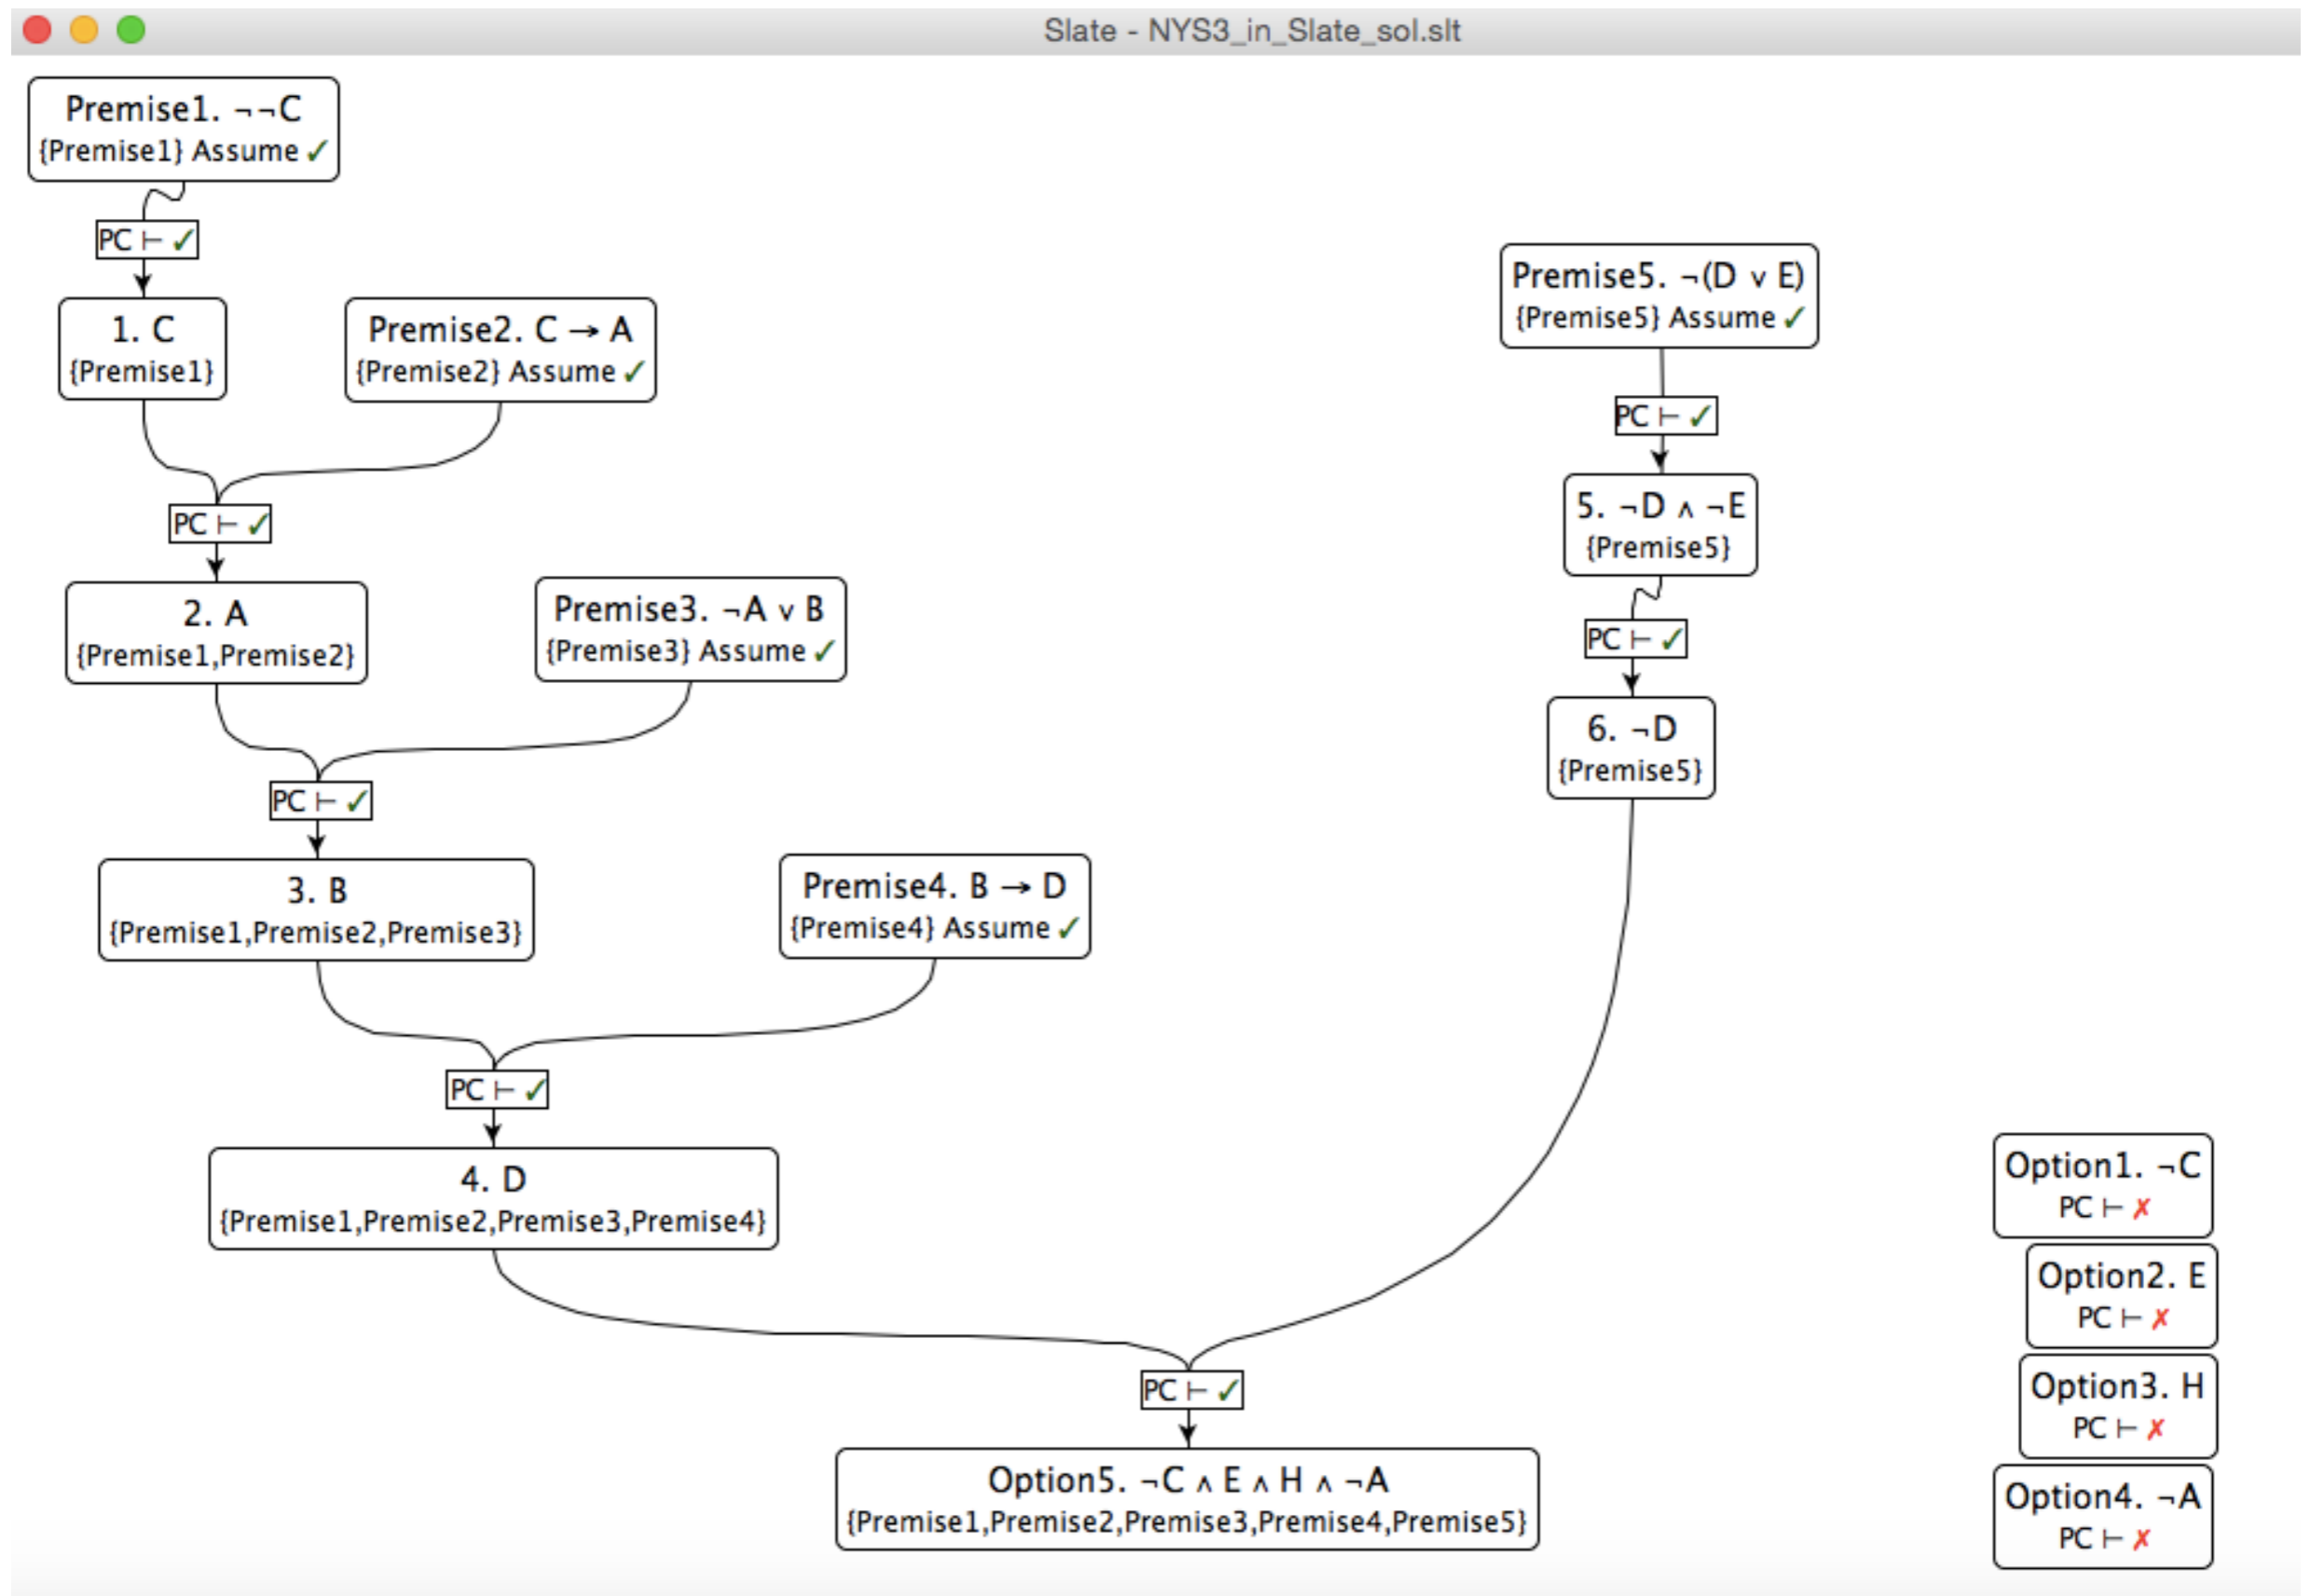 Slate - NYS3_in_Slate_sol.slt
Premise1. ¬¬C
{Premise1} Assume ✓
PC ⊢ ✓
1. C
{Premise1}
Premise2. C → A
{Premise2} Assume ✓
PC ⊢ ✓
2. A
{Premise1,Premise2}
Premise3. ¬A ∨ B
{Premise3} Assume ✓
PC ⊢ ✓
3. B
{Premise1,Premise2,Premise3}
Premise4. B → D
{Premise4} Assume ✓
PC ⊢ ✓
4. D
{Premise1,Premise2,Premise3,Premise4}
Premise5. ¬(D ∨ E)
{Premise5} Assume ✓
PC ⊢ ✓
5. ¬D ∧ ¬E
{Premise5}
PC ⊢ ✓
6. ¬D
{Premise5}
PC ⊢ ✓
Option5. ¬C ∧ E ∧ H ∧ ¬A
{Premise1,Premise2,Premise3,Premise4,Premise5}
Option1. ¬C
PC ⊢ ✗
Option2. E
PC ⊢ ✗
Option3. H
PC ⊢ ✗
Option4. ¬A
PC ⊢ ✗